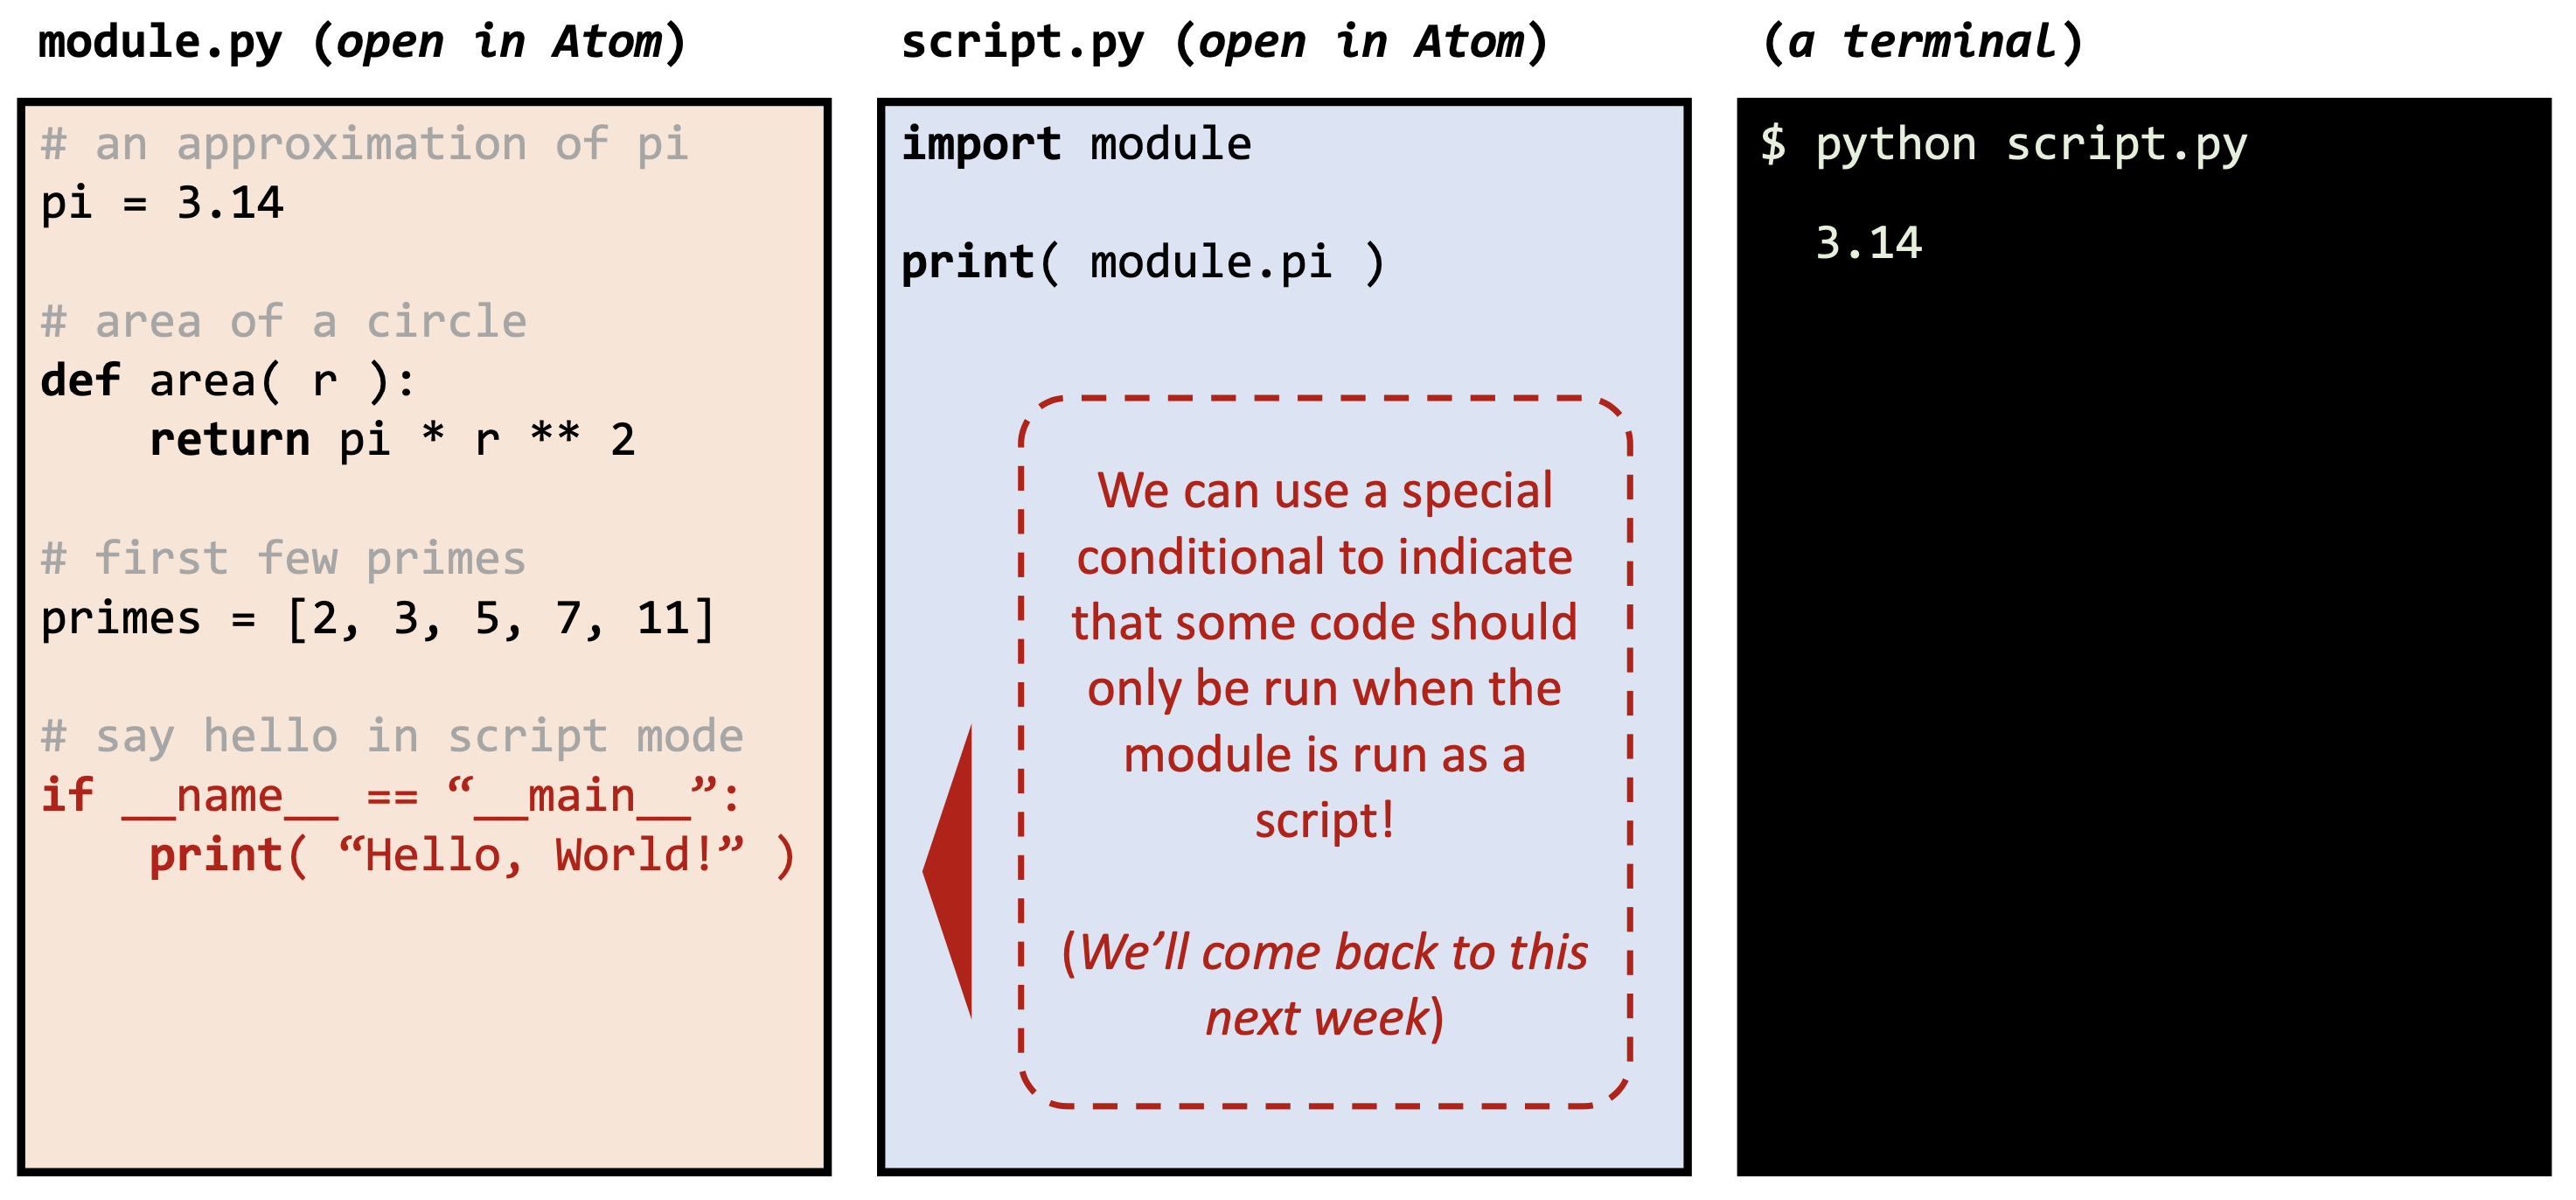 module.py (open in Atom)
# an approximation of pi
pi = 3.14
# area of a circle
def area( r ):
    return pi * r ** 2
# first few primes
primes = [2, 3, 5, 7, 11]
# say hello in script mode
if __name__ == “__main__”:
    print( “Hello, World!” )
script.py (open in Atom)
import module
print( module.pi )
We can use a special
conditional to indicate
that some code should
only be run when the
module is run as a
script!
(We’ll come back to this
next week)
(a terminal)
$ python script.py
  3.14